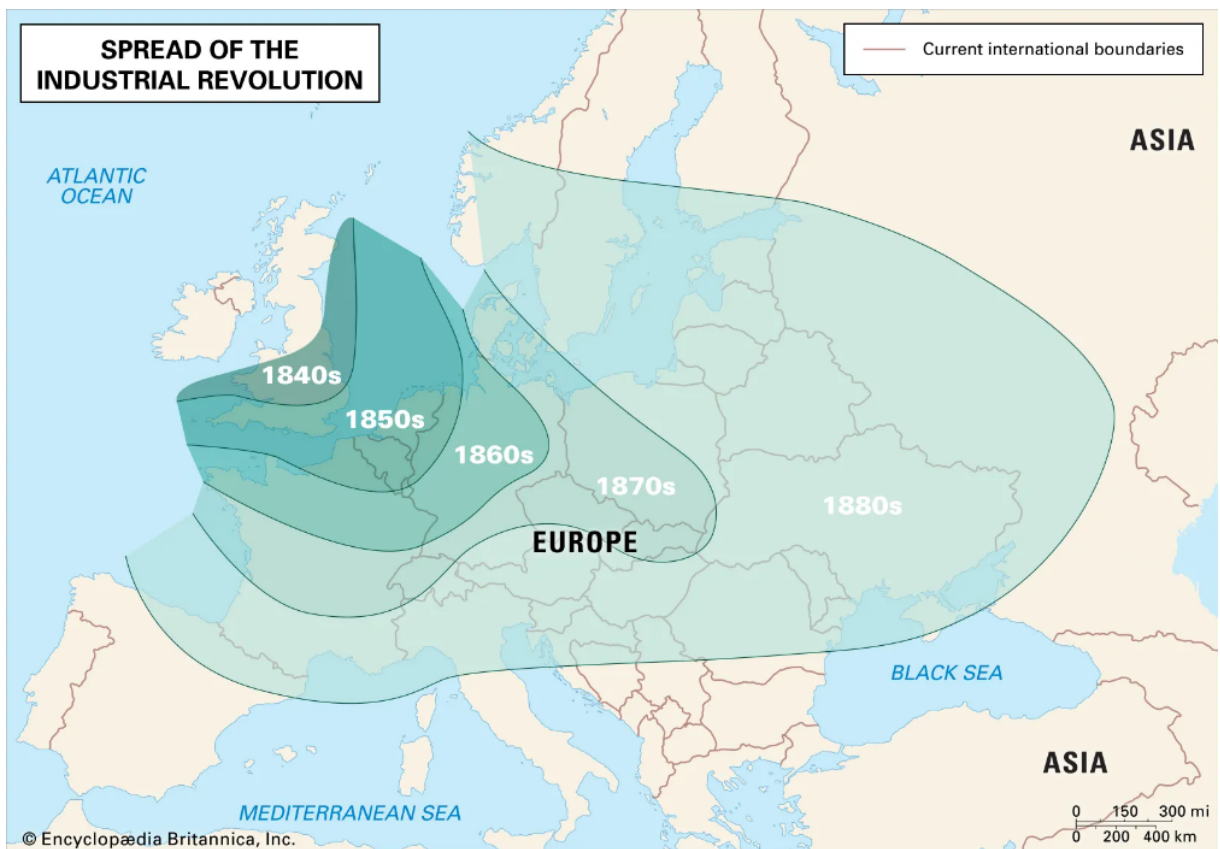 SPREAD OF THE
INDUSTRIAL REVOLUTION
Current international boundaries
ASIA
ATLANTIC
OCEAN
1840s
1850s
1860s
1870s
1880s
EUROPE
BLACK SEA
ASIA
MEDITERRANEAN SEA
0 150 300 mi
0 200 400 km
© Encyclopædia Britannica, Inc.